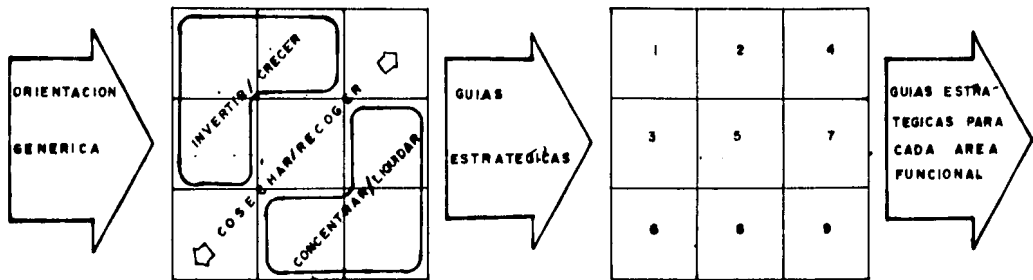 ORIENTACION
GENERICA
INVERTIR/CRECER
COSECHAR/RECOGER
CONCENTRAR/LIQUIDAR
GUIAS
ESTRATEGICAS
1 2 4
3 5 7
6 8 9
GUIAS ESTRA-
TEGICAS PARA
CADA AREA
FUNCIONAL